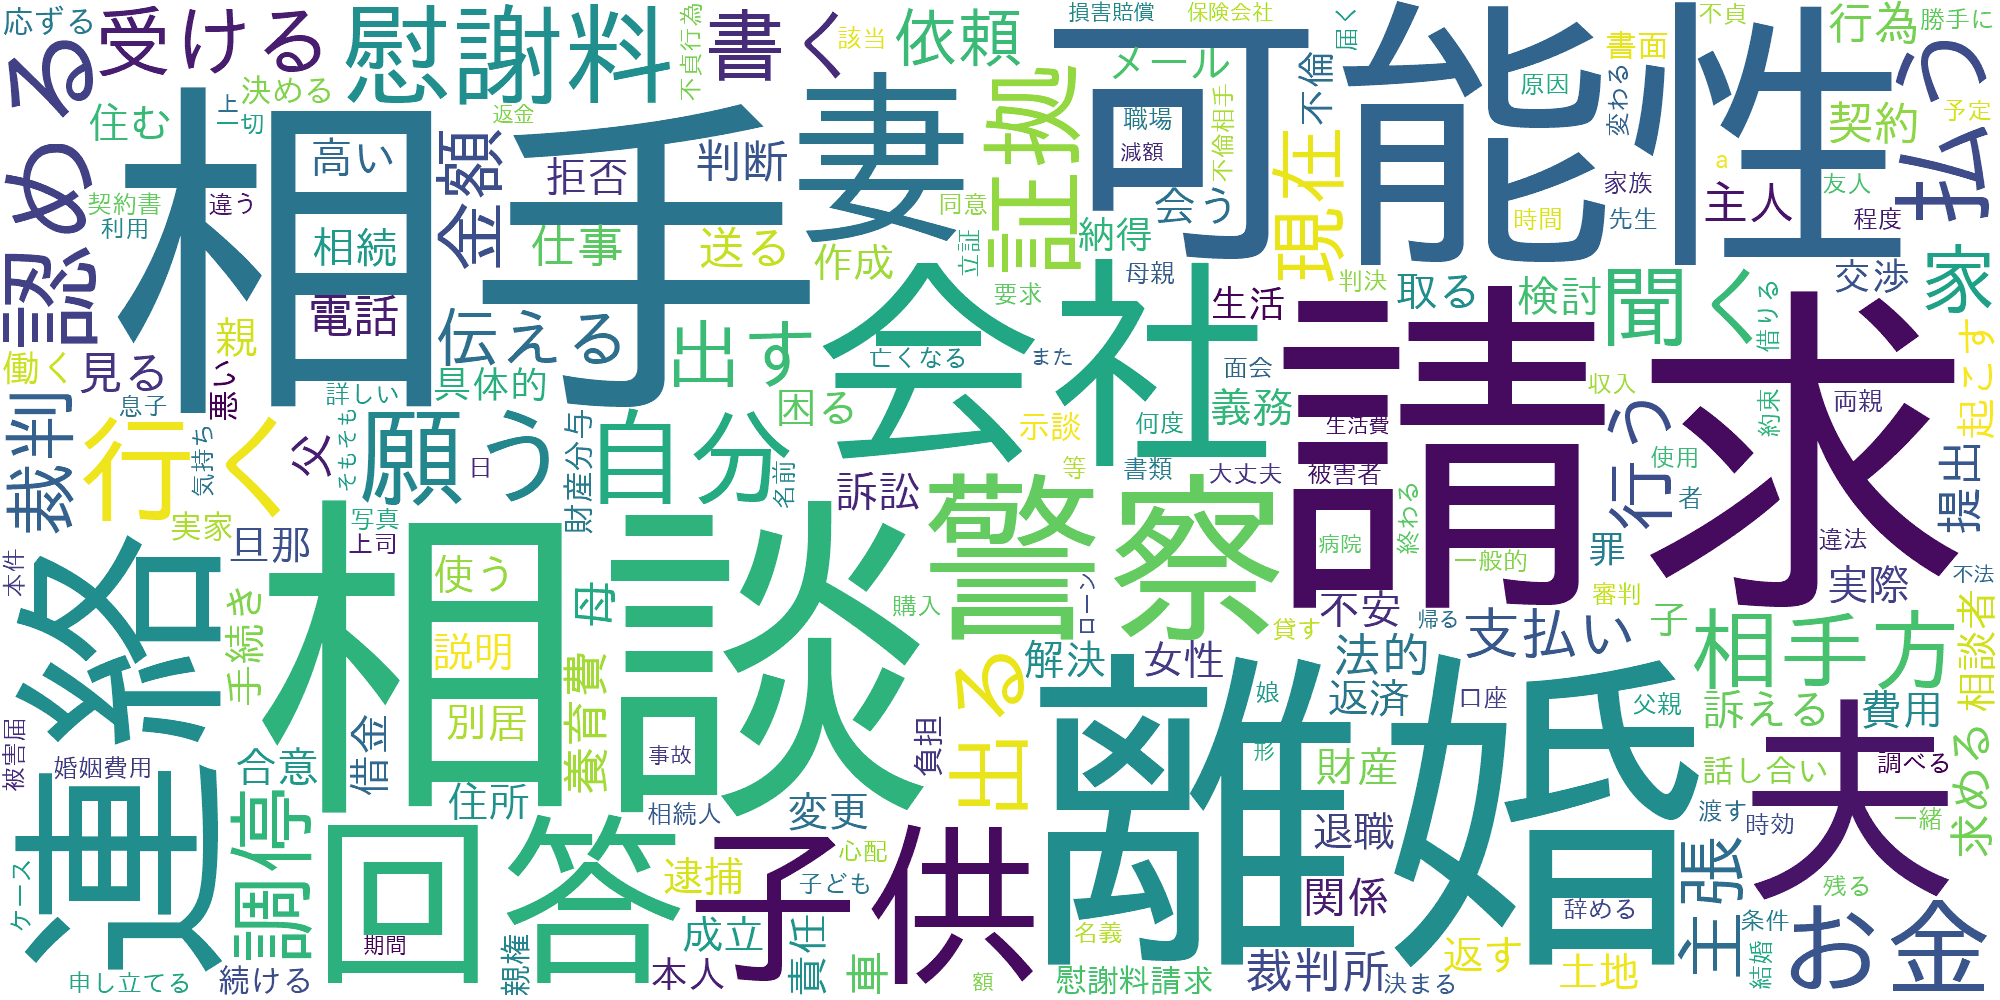 応ずる
受ける
慰謝料
書く
該当
不貞行為
損害賠償
保険会社
依頼
メール
届く
可能性
不倫
書面
不貞
行為
勝手に
認める
決める
上
一切
返金
住む
相手
高い
金額
拒否
判断
妻
証拠
職場
減額
不倫相手
現在
原因
変わる
契約
予定
払う
a
家族
主人
友人
契約書
利用
違う
相続
仕事
送る
作成
同意
会う
納得
時間
先生
程度
電話
伝える
出す
会社
立証
要求
母親
生活
判決
取る
検討
聞く
交渉
借りる
家
働く
見る
親
悪い
息子
詳しい
具体的
困る
亡くなる
また
面会
請求
義務
収入
約束
両親
起こす
裁判
行く
気持ち
父
そもそも
願う
日
自分
財産分与
名前
訴訟
示談
等
何度
書類
大丈夫
生活費
被害者
行う
使用
者
提出
実家
旦那
写真
上司
相談
警察
病院
終わる
一般的
罪
違法
実際
不法
本件
連絡
手続き
使う
母
購入
ローン
不安
貸す
帰る
審判
支払い
子
相手方
相談者
説明
養育費
出る
解決
女性
法的
返済
娘
離婚
口座
父親
訴える
費用
別居
被害届
婚姻費用
合意
借金
事故
負担
形
財産
話し合い
調べる
求める
住所
相続人
変更
退職
夫
渡す
時効
一緒
調停
回答
子供
逮捕
心配
子ども
関係
辞める
主張
残る
お金
ケース
期間
親権
成立
責任
車
名義
条件
結婚
申し立てる
続ける
本人
額
慰謝料請求
裁判所
決まる
返す
土地